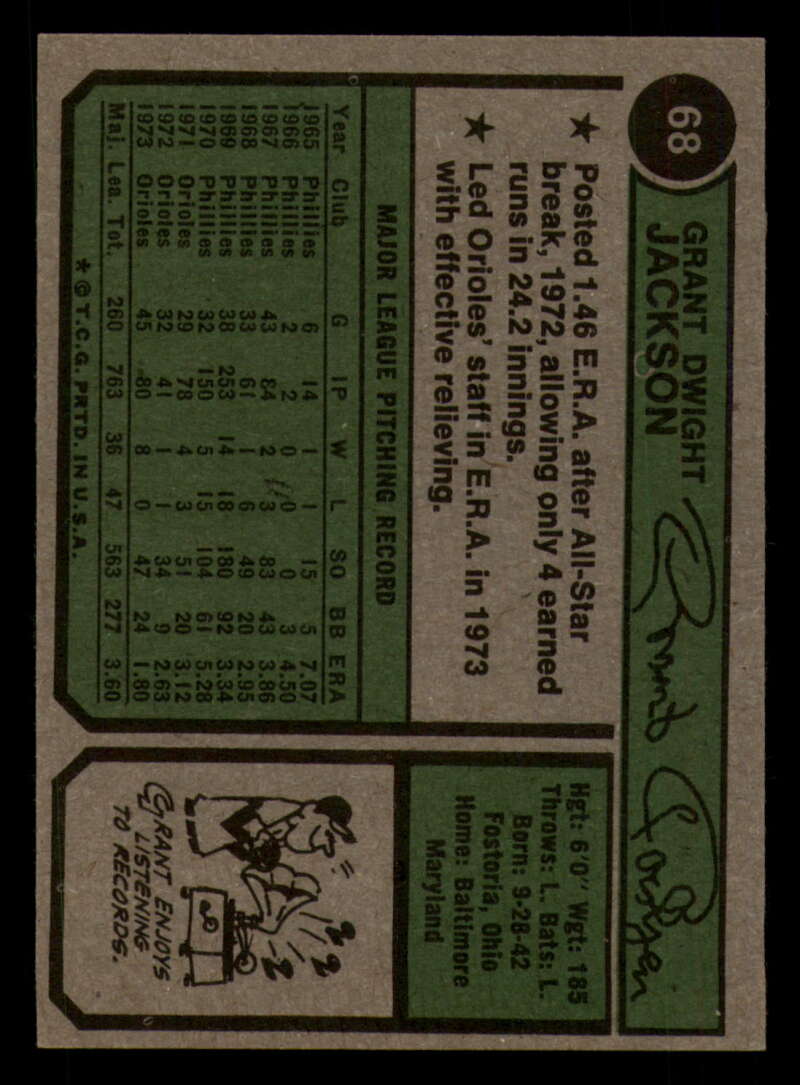 68
GRANT DWIGHT
JACKSON
Grant Jackson
★ Posted 1.46 E.R.A. after All-Star
break, 1972, allowing only 4 earned
runs in 24.2 innings.
★ Led Orioles' staff in E.R.A. in 1973
with effective relieving.
MAJOR LEAGUE PITCHING RECORD
Year Club G IP W L SO BB ERA
1965 Phillies 6 14 1 1 15 5 7.07
1966 Phillies 2 2 0 0 0 3 4.50
1967 Phillies 43 84 2 3 83 43 3.86
1968 Phillies 33 61 1 6 49 20 2.95
1969 Phillies 38 253 14 18 180 92 3.34
1970 Phillies 32 150 5 15 104 61 5.28
1971 Orioles 29 78 4 3 51 20 3.12
1972 Orioles 32 41 1 1 34 9 2.63
1973 Orioles 45 80 8 0 47 24 1.80
Maj. Lea. Tot. 260 763 36 47 563 277 3.60
* © T.C.G. PRTD. IN U.S.A.
Hgt: 6'0" Wgt: 185
Throws: L. Bats: L.
Born: 9-28-42
Fostoria, Ohio
Home: Baltimore
Maryland
GRANT ENJOYS
LISTENING
TO RECORDS.